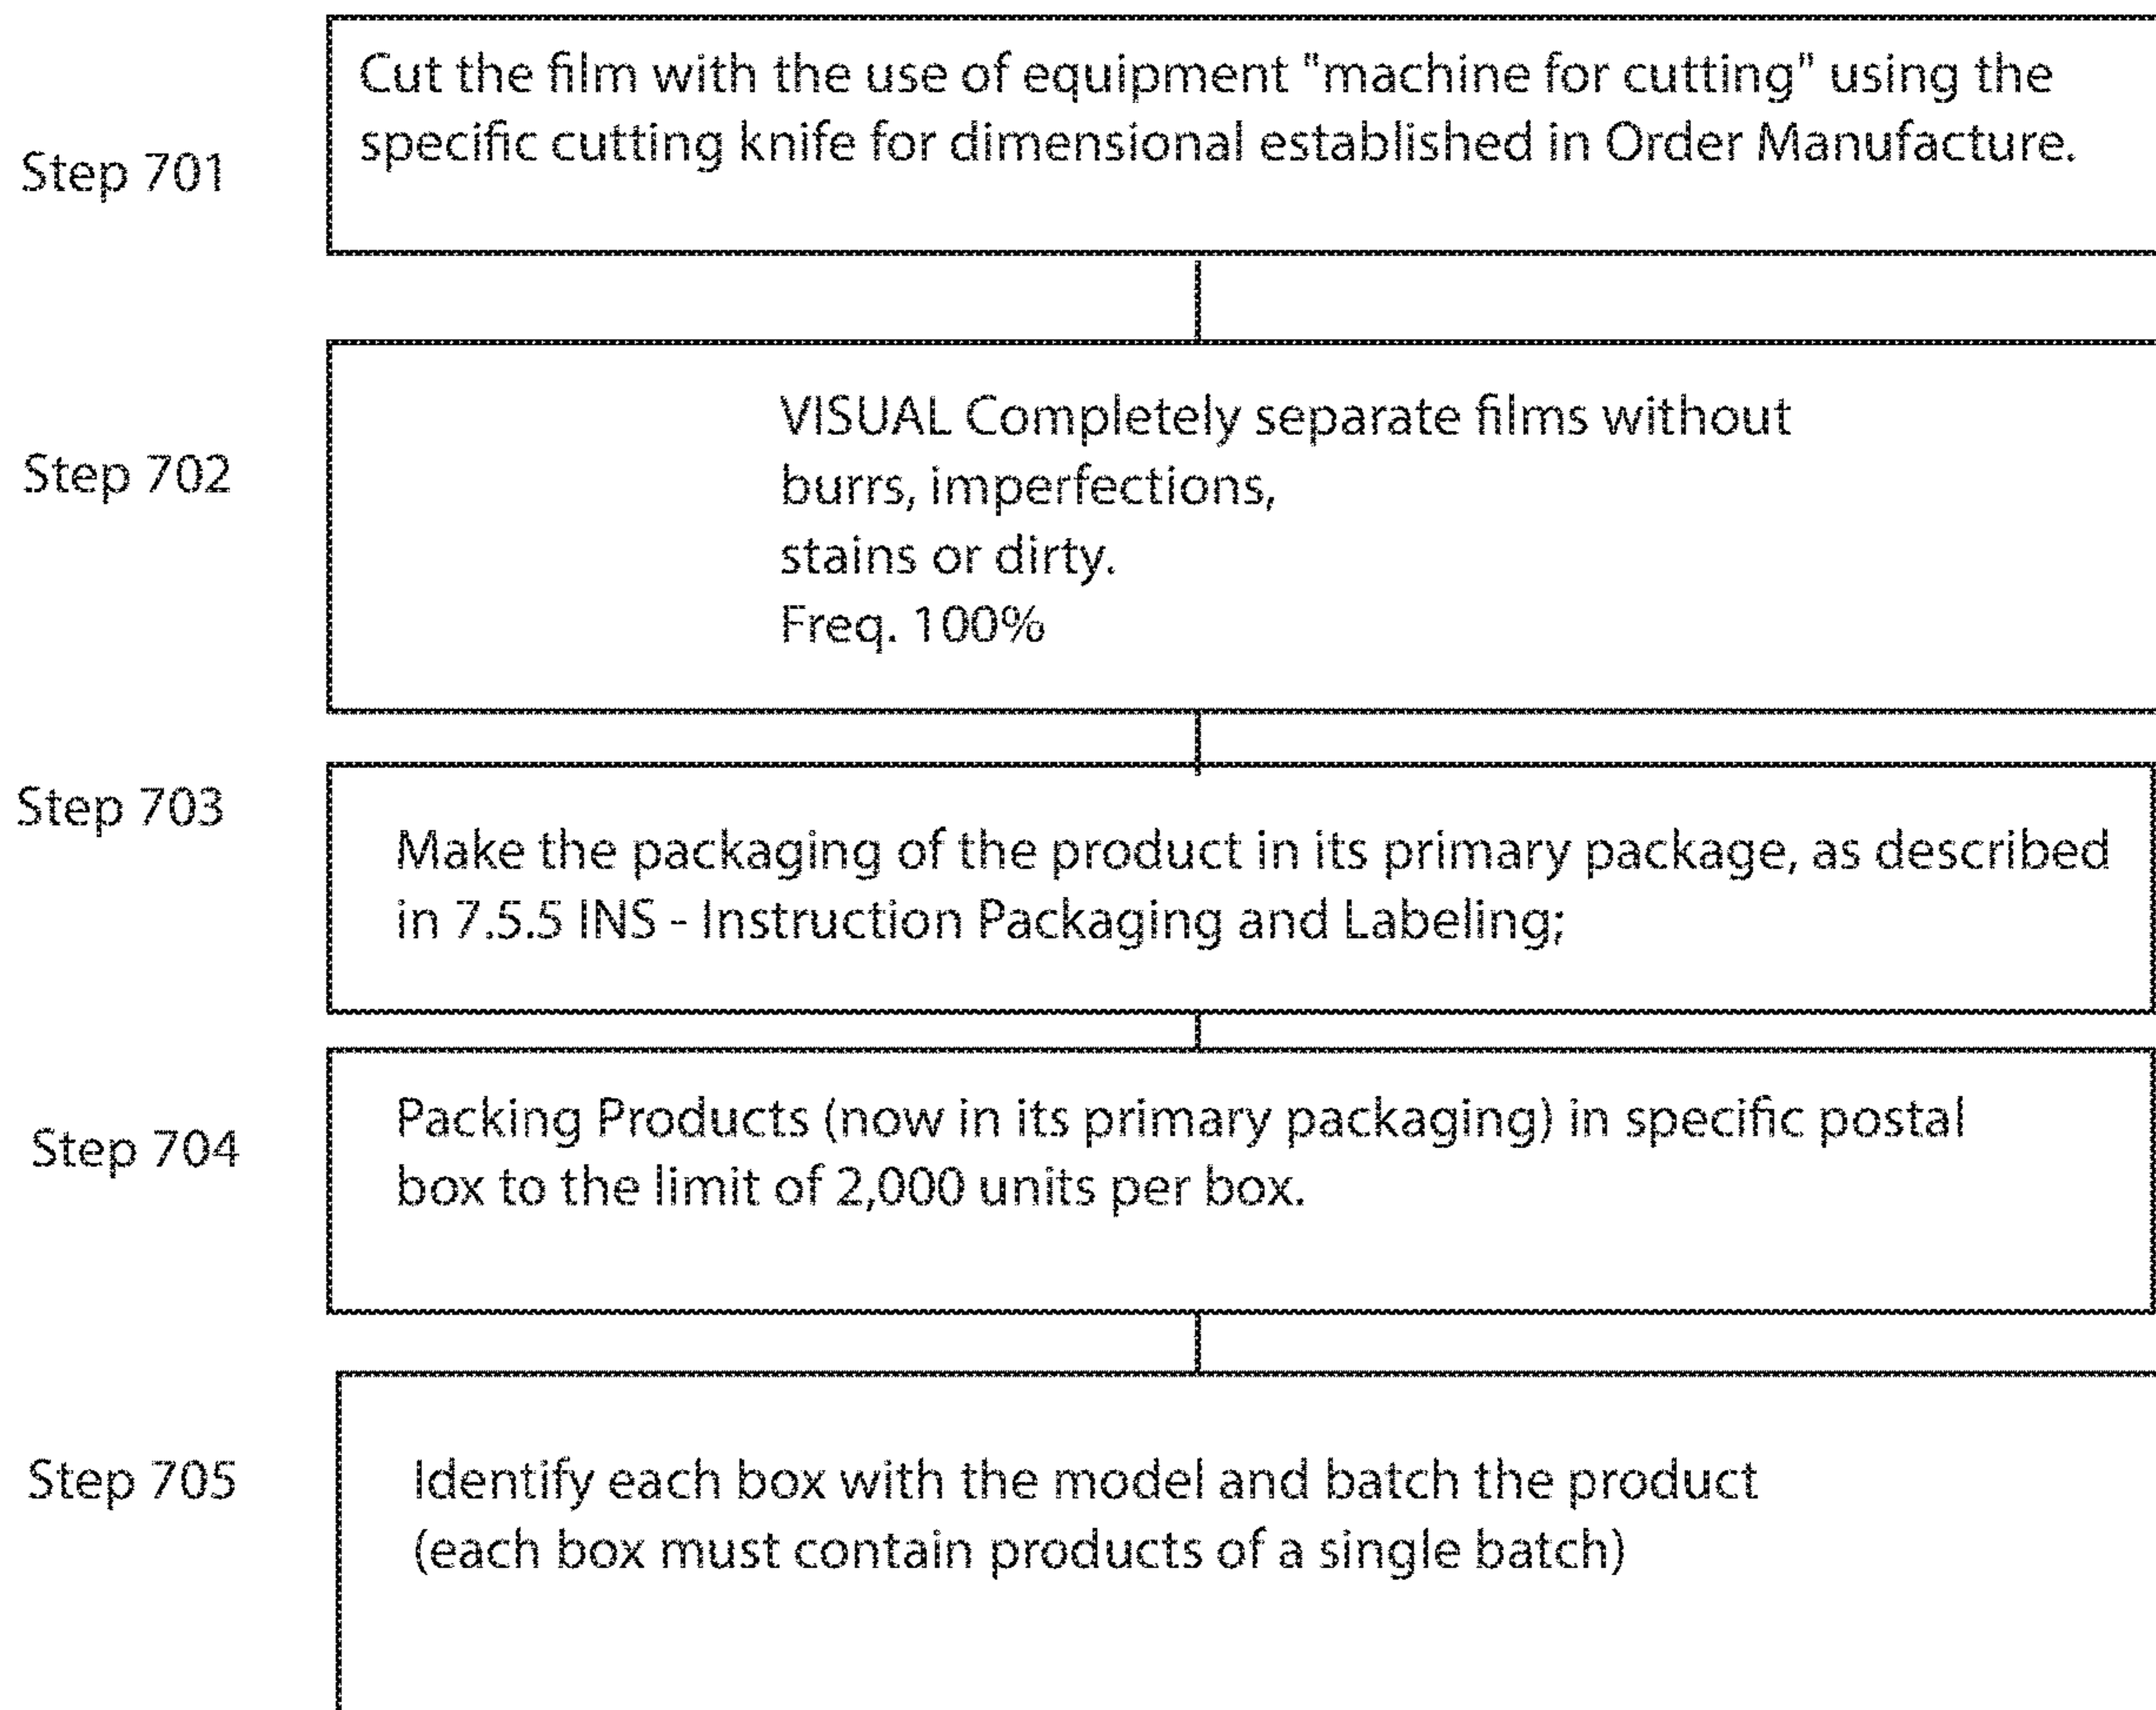 Cut the film with the use of equipment "machine for cutting" using the
specific cutting knife for dimensional established in Order Manufacture.
Step 701
VISUAL Completely separate films without
Step 702
burrs, imperfections,
stains or dirty.
Freq. 100%
Step 703
Make the packaging of the product in its primary package, as described
in 7.5.5 INS - Instruction Packaging and Labeling;
Packing Products (now in its primary packaging) in specific postal
Step 704
box to the limit of 2,000 units per box.
Step 705
Identify each box with the model and batch the product
(each box must contain products of a single batch)